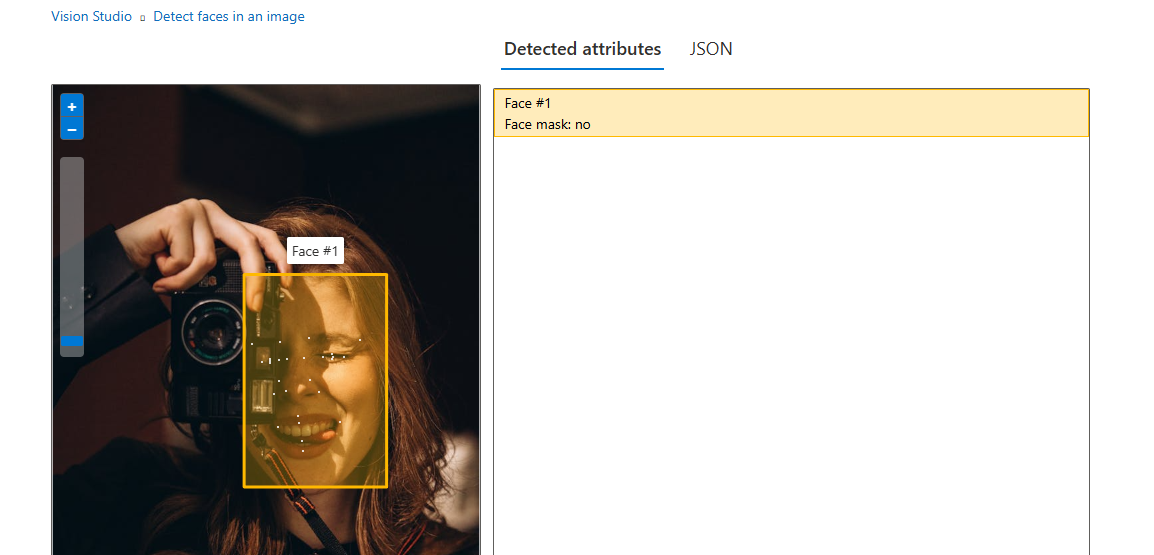 Vision Studio Detect faces in an image
Detected attributes JSON
+
−
Face #1
Face #1
Face mask: no